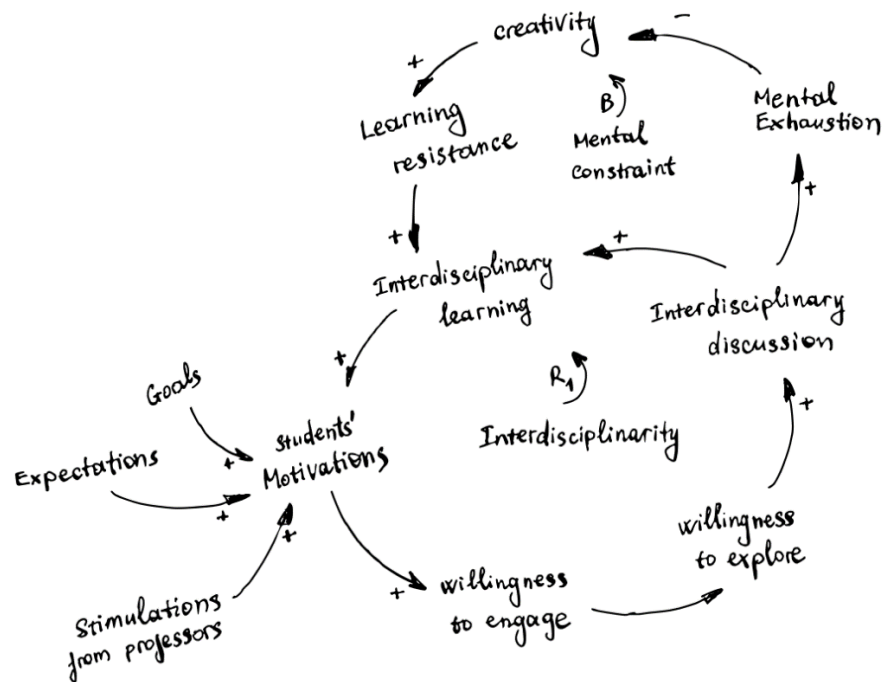 creativity
−
+
Learning
resistance
B
Mental
constraint
Mental
Exhaustion
+
+
+
Interdisciplinary
learning
Interdisciplinary
discussion
+
+
R1
Interdisciplinarity
Goals
+
Students'
Motivations
Expectations
+
+
Stimulations
from professors
+
willingness
to engage
willingness
to explore